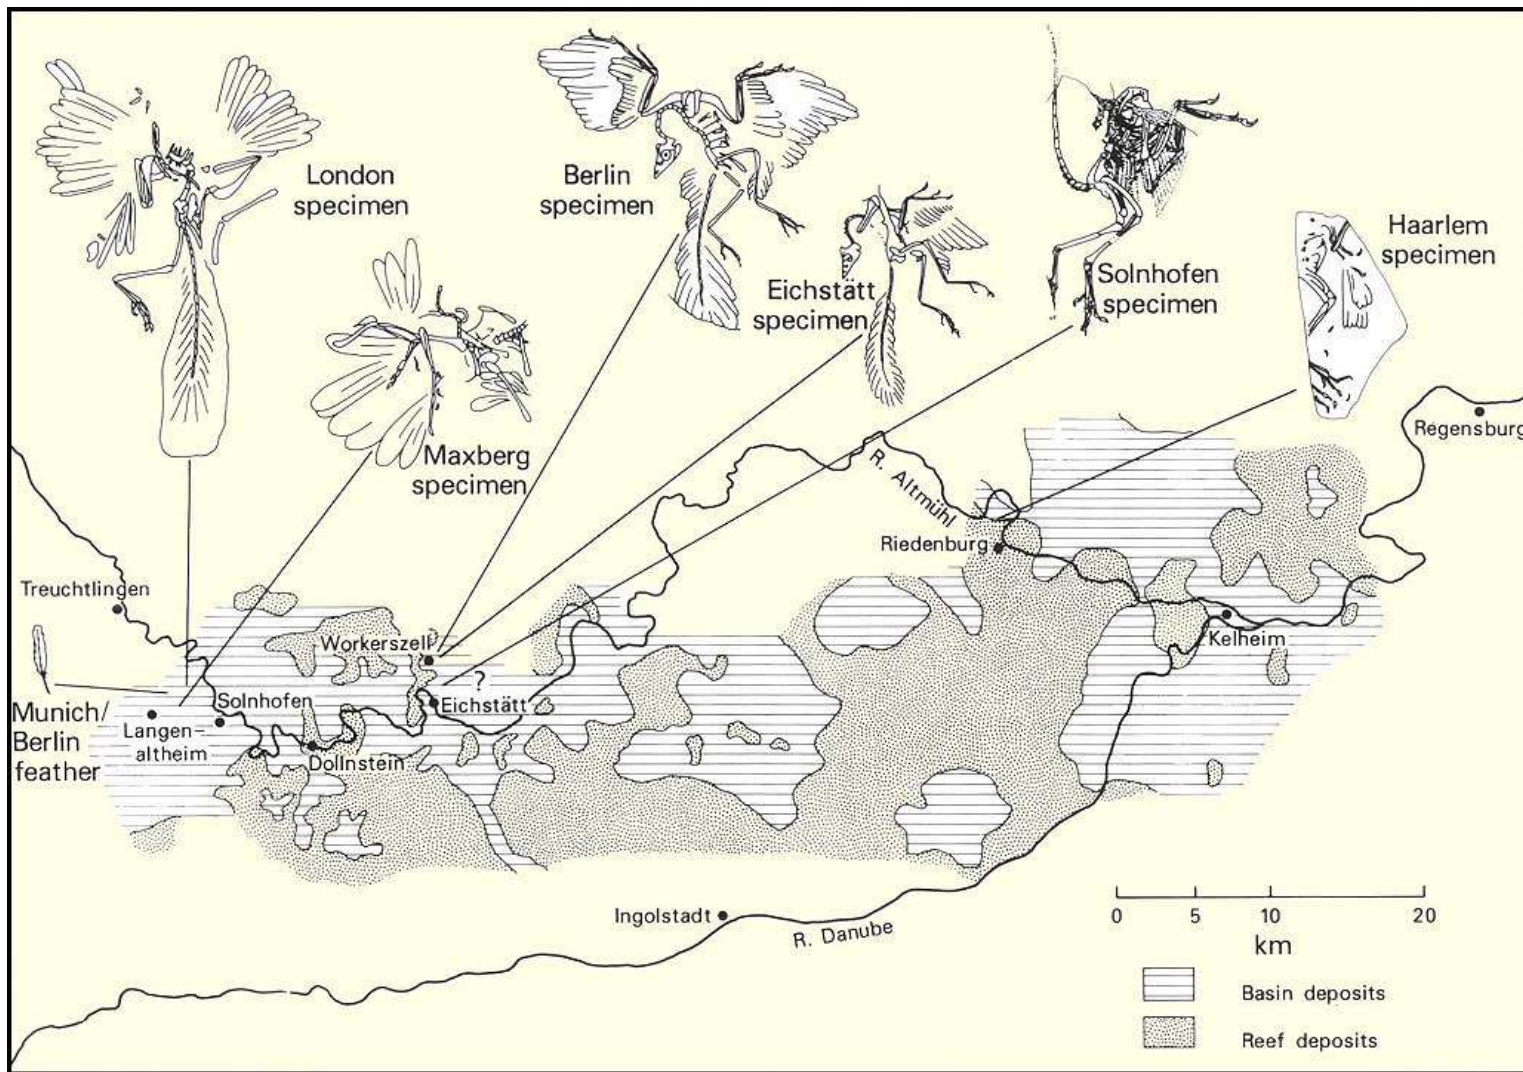 London
specimen
Berlin
specimen
Eichstätt
specimen
Solnhofen
specimen
Haarlem
specimen
Maxberg
specimen
Regensburg
R. Altmühl
Riedenburg
Treuchtlingen
Workerszell
Kelheim
?
Solnhofen
Eichstätt
Munich/
Berlin
feather
Langen-
altheim
Dollnstein
Ingolstadt
R. Danube
0 5 10 20
km
Basin deposits
Reef deposits